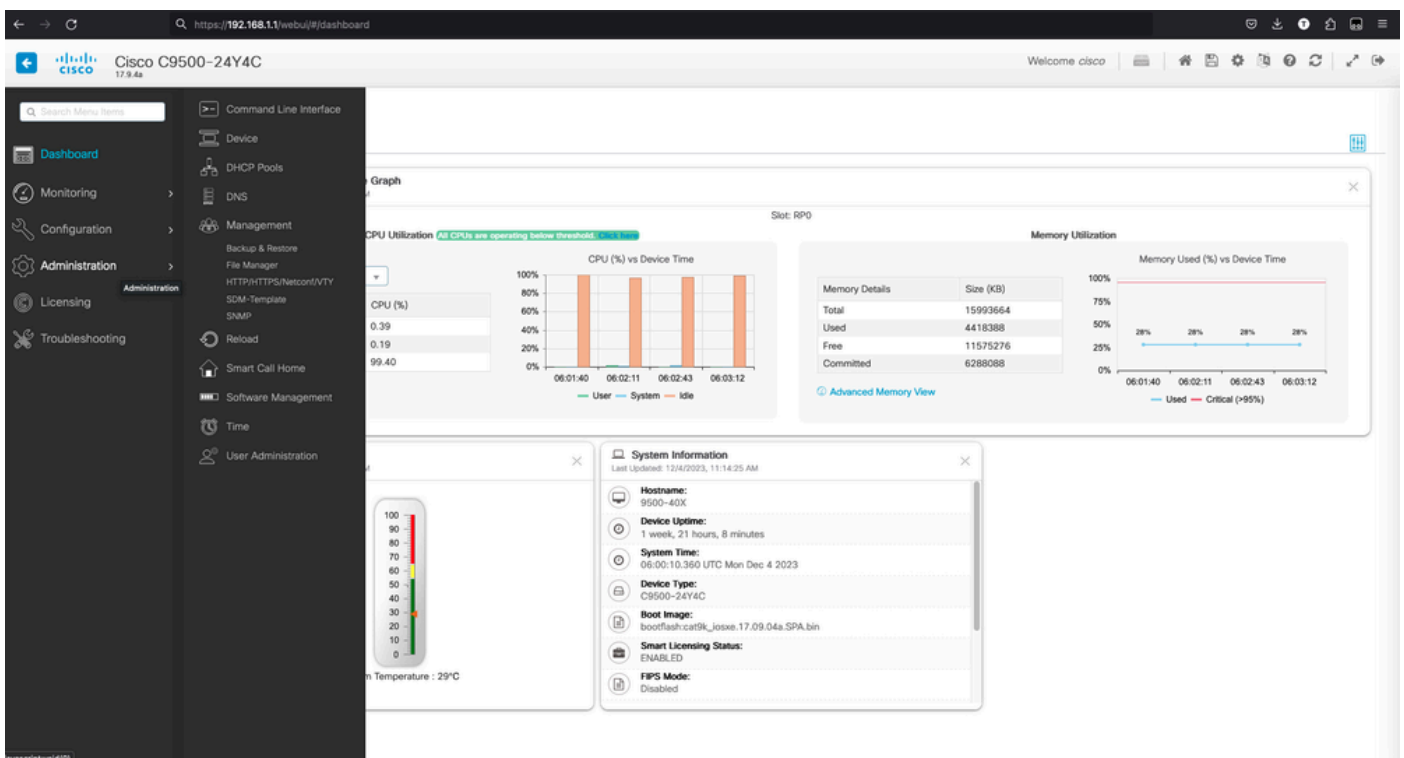 https://192.168.1.1/webui/#/dashboard
CISCO
Cisco C9500-24Y4C
17.9.4a
Welcome cisco
Search Menu Items
Dashboard
Monitoring
Configuration
Administration
Administration
Licensing
Troubleshooting
Command Line Interface
Device
DHCP Pools
DNS
Management
Backup & Restore
File Manager
HTTP/HTTPS/Netconf/VTY
SDM-Template
SNMP
Reload
Smart Call Home
Software Management
Time
User Administration
Graph
Slot: RP0
CPU Utilization All CPUs are operating below threshold. Click here
CPU (%)
0.39
0.19
99.40
CPU (%) vs Device Time
100%
80%
60%
40%
20%
0%
06:01:40 06:02:11 06:02:43 06:03:12
User System Idle
Memory Utilization
Memory Details Size (KB)
Total 15993664
Used 4418388
Free 11575276
Committed 6288088
Advanced Memory View
Memory Used (%) vs Device Time
100%
75%
50%
25%
0%
28% 28% 28% 28%
06:01:40 06:02:11 06:02:43 06:03:12
Used Critical (>95%)
100
90
80
70
60
50
40
30
20
10
0
Temperature : 29°C
System Information
Last Updated: 12/4/2023, 11:14:25 AM
Hostname:
9500-40X
Device Uptime:
1 week, 21 hours, 8 minutes
System Time:
06:00:10.360 UTC Mon Dec 4 2023
Device Type:
C9500-24Y4C
Boot Image:
bootflash:cat9k_iosxe.17.09.04a.SPA.bin
Smart Licensing Status:
ENABLED
FIPS Mode:
Disabled